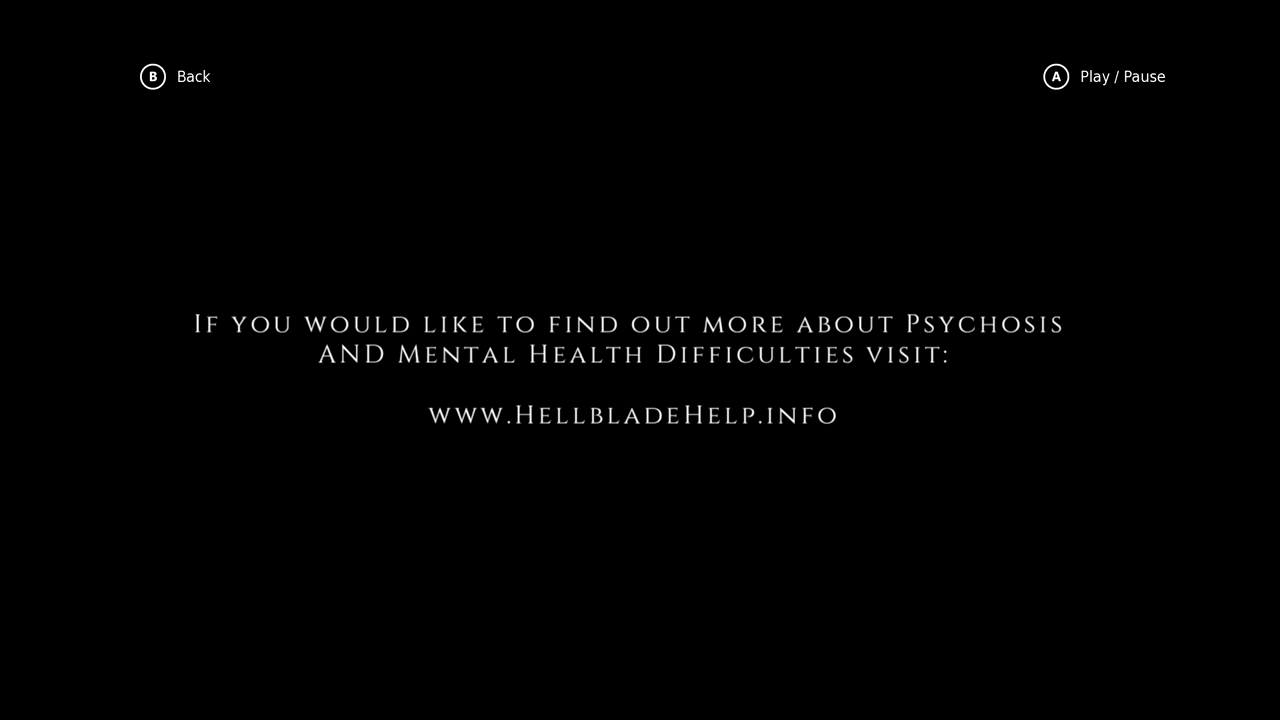 B Back
A Play / Pause
If you would like to find out more about Psychosis
and Mental Health Difficulties visit:
www.HellbladeHelp.info